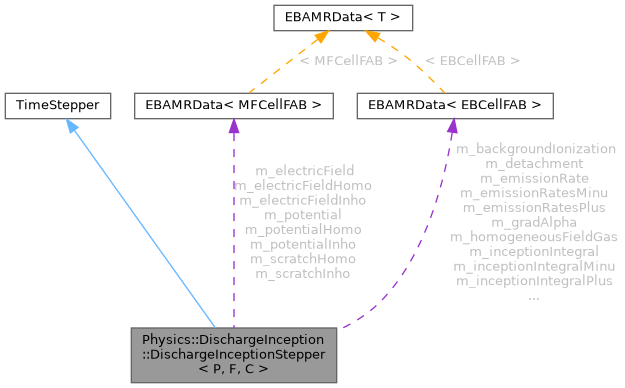 EBAMRData< T >
< MFCellFAB >
< EBCellFAB >
TimeStepper
EBAMRData< MFCellFAB >
EBAMRData< EBCellFAB >
m_electricField
m_electricFieldHomo
m_electricFieldInho
m_potential
m_potentialHomo
m_potentialInho
m_scratchHomo
m_scratchInho
m_backgroundIonization
m_detachment
m_emissionRate
m_emissionRatesMinu
m_emissionRatesPlus
m_gradAlpha
m_homogeneousFieldGas
m_inceptionIntegral
m_inceptionIntegralMinu
m_inceptionIntegralPlus
...
Physics::DischargeInception
::DischargeInceptionStepper
< P, F, C >